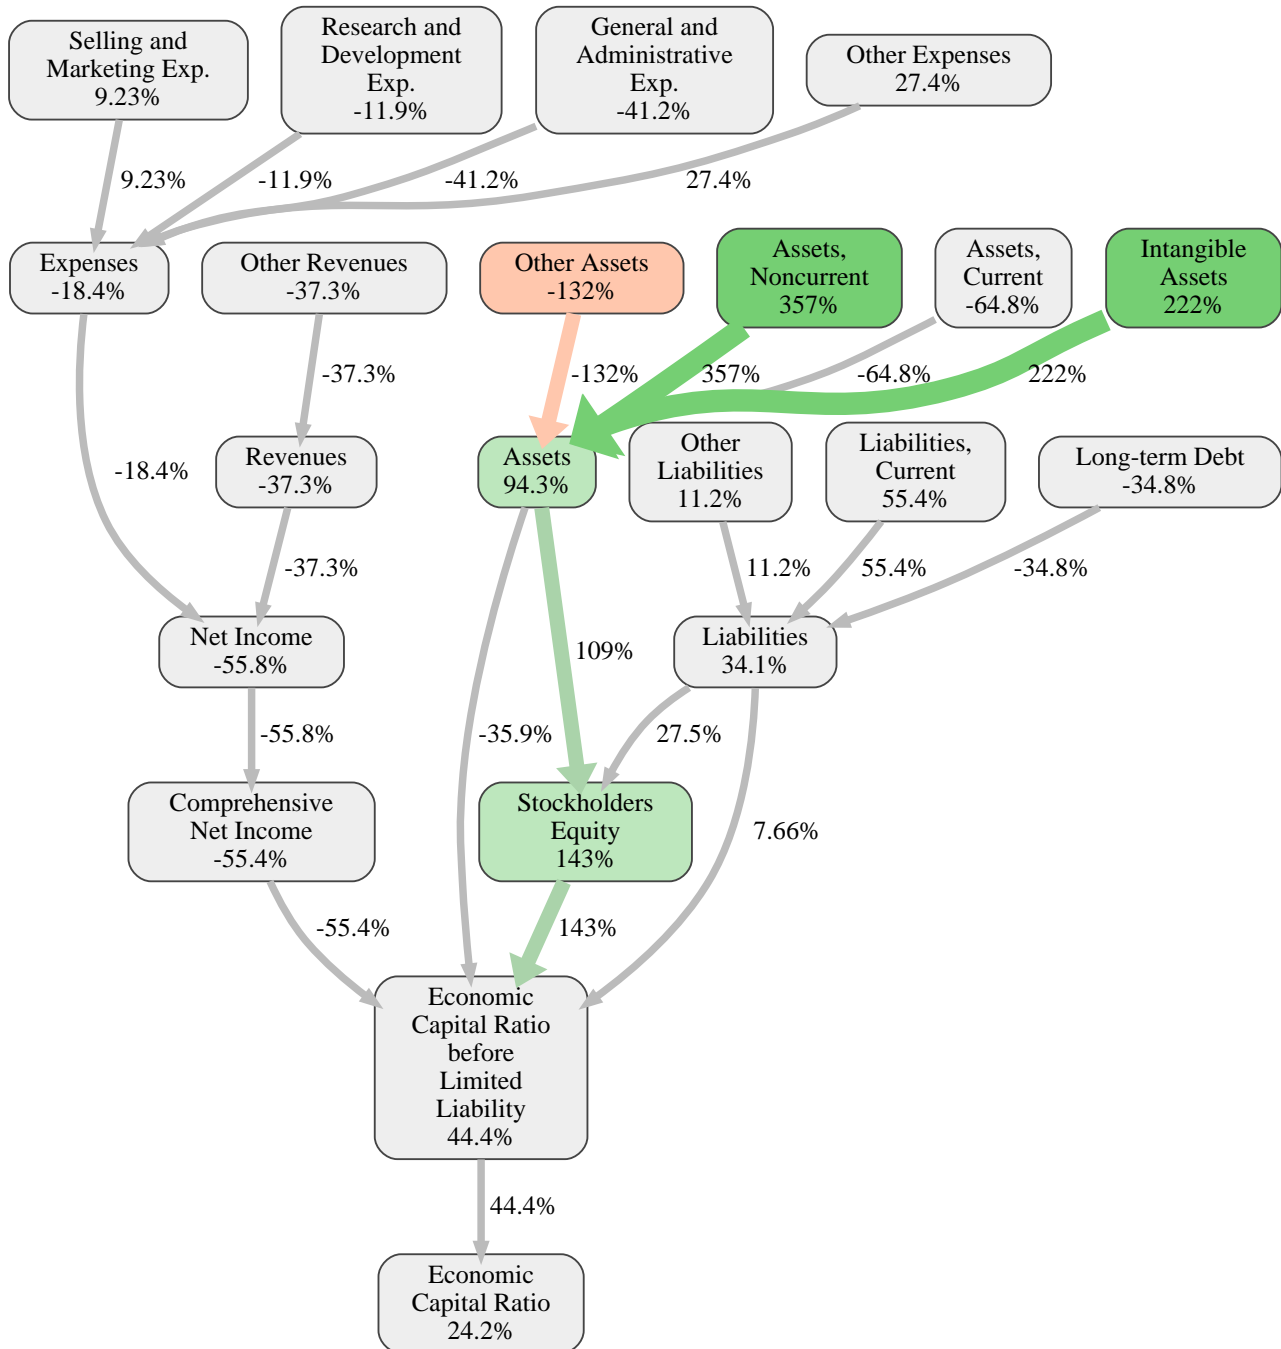 Selling and
Marketing Exp.
9.23%
Research and
Development
Exp.
-11.9%
General and
Administrative
Exp.
-41.2%
Other Expenses
27.4%
9.23%
-11.9%
-41.2%
27.4%
Expenses
-18.4%
Other Revenues
-37.3%
Other Assets
-132%
Assets,
Noncurrent
357%
Assets,
Current
-64.8%
Intangible
Assets
222%
-37.3%
-132%
357%
-64.8%
222%
-18.4%
Revenues
-37.3%
Assets
94.3%
Other
Liabilities
11.2%
Liabilities,
Current
55.4%
Long-term Debt
-34.8%
-37.3%
11.2%
55.4%
-34.8%
Net Income
-55.8%
109%
Liabilities
34.1%
-55.8%
-35.9%
27.5%
Comprehensive
Net Income
-55.4%
Stockholders
Equity
143%
7.66%
-55.4%
143%
Economic
Capital Ratio
before
Limited
Liability
44.4%
44.4%
Economic
Capital Ratio
24.2%